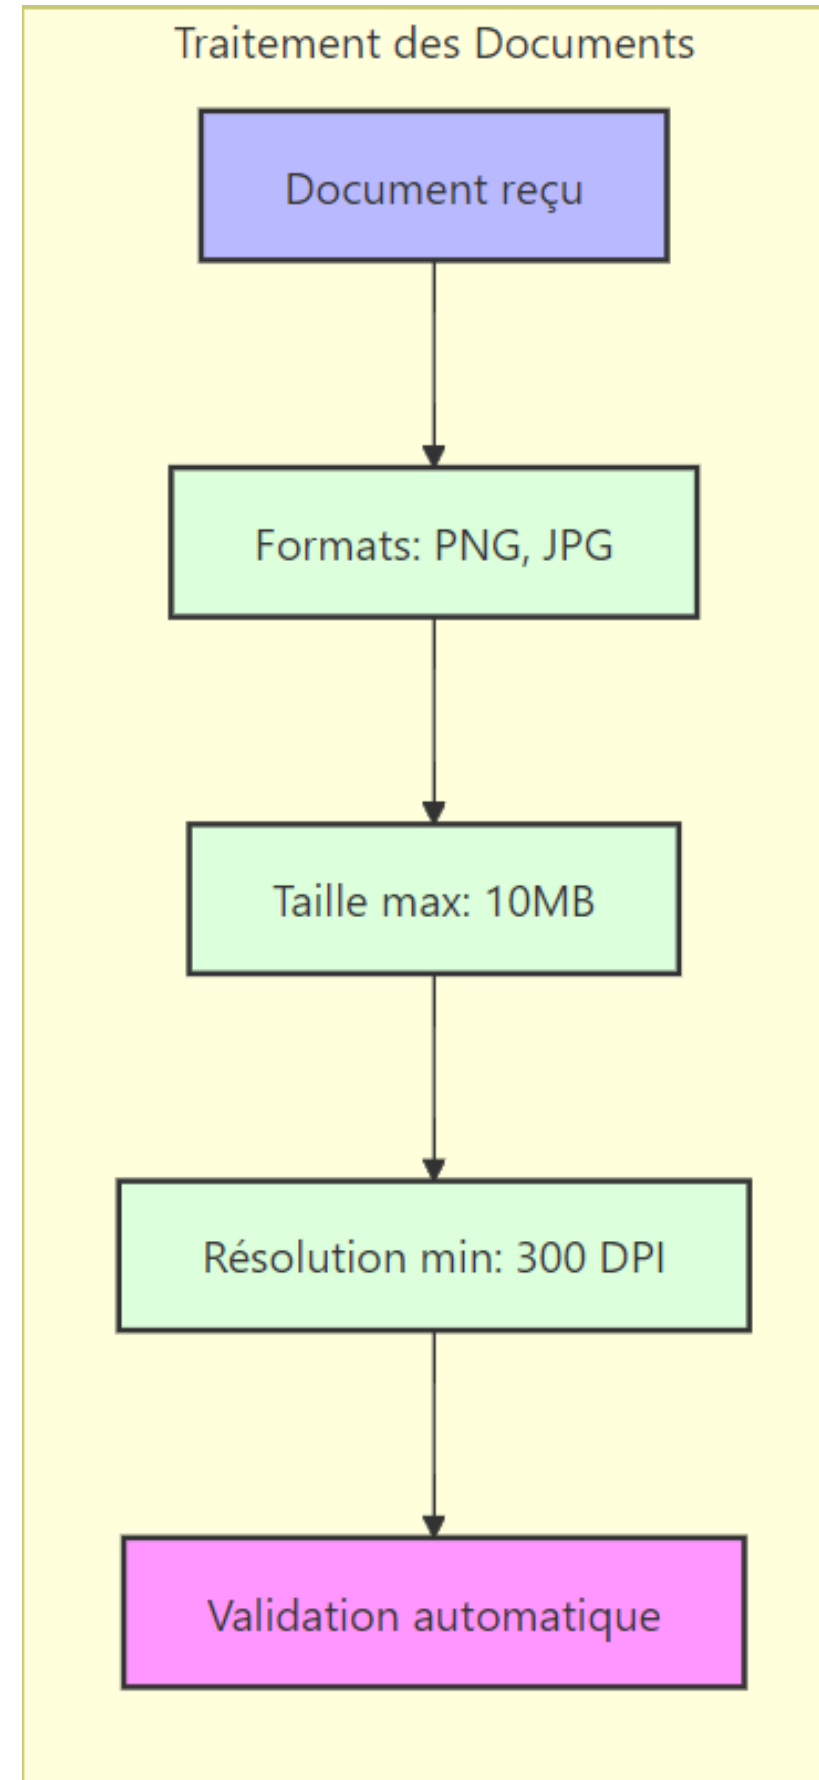 Traitement des Documents
Document reçu
Formats: PNG, JPG
Taille max: 10MB
Résolution min: 300 DPI
Validation automatique